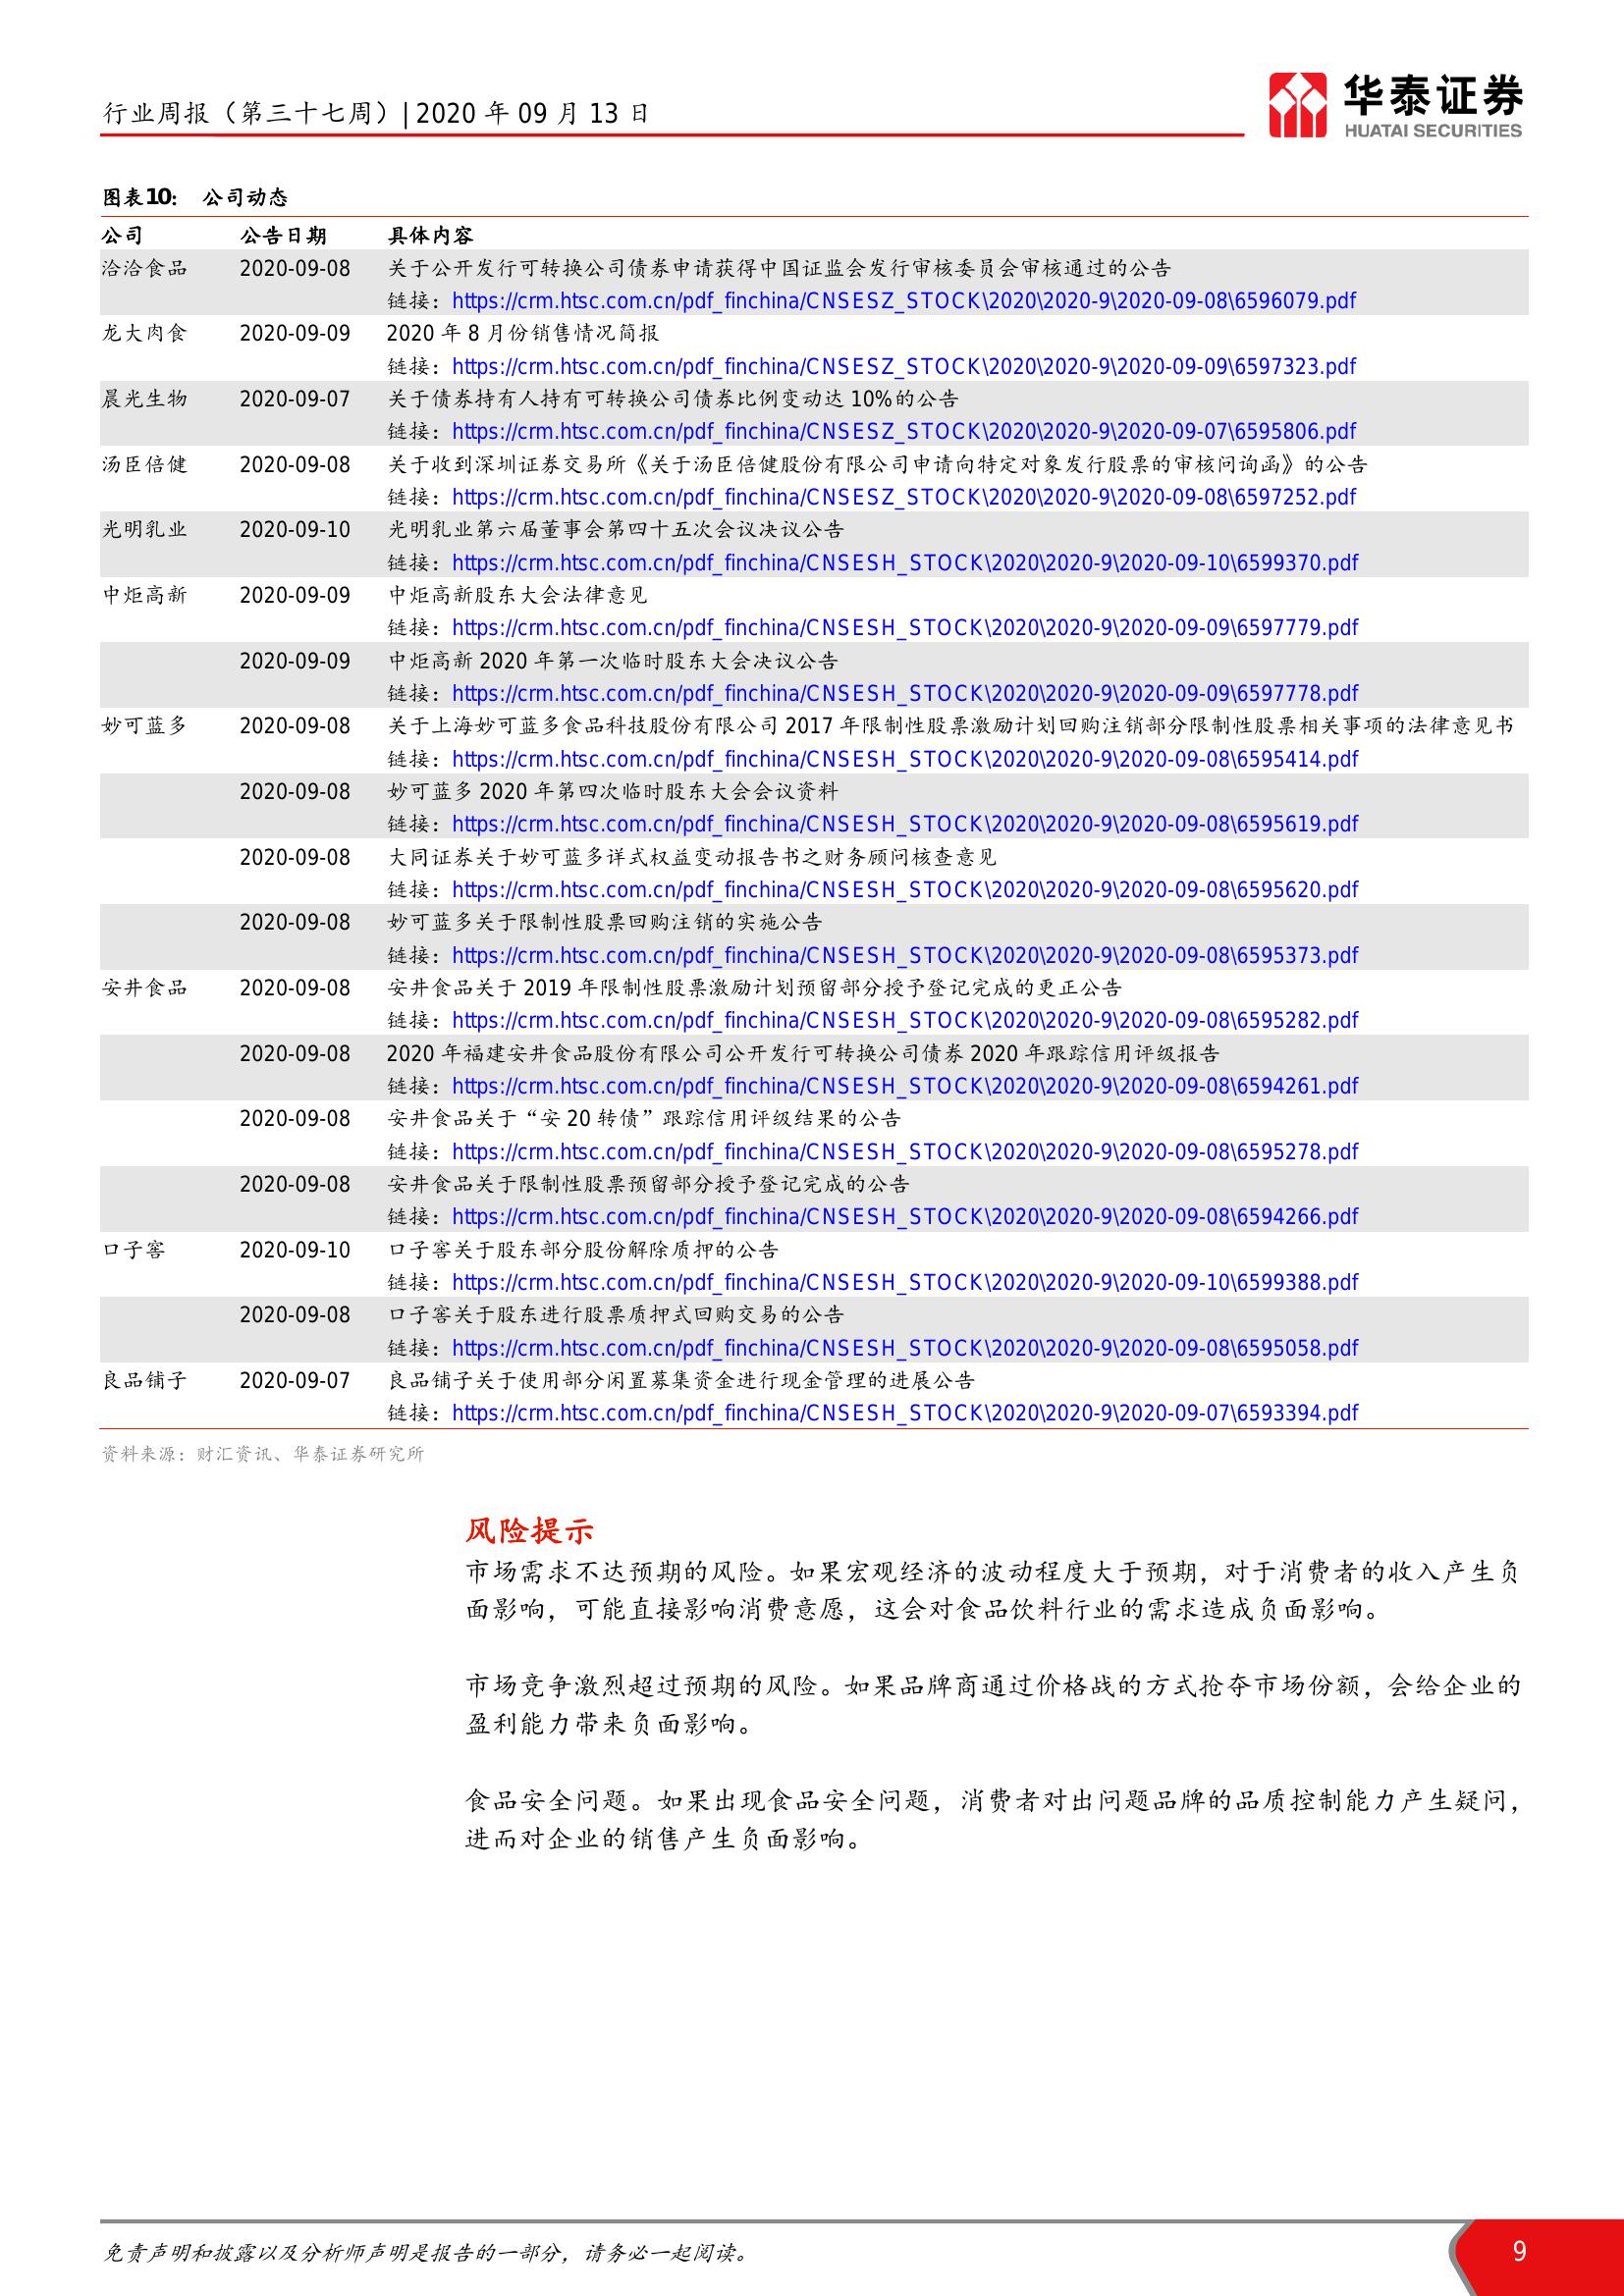 行业周报（第三十七周）| 2020 年 09 月 13 日
华泰证券
HUATAI SECURITIES
图表10： 公司动态
公司 公告日期 具体内容
洽洽食品 2020-09-08 关于公开发行可转换公司债券申请获得中国证监会发行审核委员会审核通过的公告
链接：https://crm.htsc.com.cn/pdf_finchina/CNSESZ_STOCK\2020\2020-9\2020-09-08\6596079.pdf
龙大肉食 2020-09-09 2020 年 8 月份销售情况简报
链接：https://crm.htsc.com.cn/pdf_finchina/CNSESZ_STOCK\2020\2020-9\2020-09-09\6597323.pdf
晨光生物 2020-09-07 关于债券持有人持有可转换公司债券比例变动达 10%的公告
链接：https://crm.htsc.com.cn/pdf_finchina/CNSESZ_STOCK\2020\2020-9\2020-09-07\6595806.pdf
汤臣倍健 2020-09-08 关于收到深圳证券交易所《关于汤臣倍健股份有限公司申请向特定对象发行股票的审核问询函》的公告
链接：https://crm.htsc.com.cn/pdf_finchina/CNSESZ_STOCK\2020\2020-9\2020-09-08\6597252.pdf
光明乳业 2020-09-10 光明乳业第六届董事会第四十五次会议决议公告
链接：https://crm.htsc.com.cn/pdf_finchina/CNSESH_STOCK\2020\2020-9\2020-09-10\6599370.pdf
中炬高新 2020-09-09 中炬高新股东大会法律意见
链接：https://crm.htsc.com.cn/pdf_finchina/CNSESH_STOCK\2020\2020-9\2020-09-09\6597779.pdf
2020-09-09 中炬高新 2020 年第一次临时股东大会决议公告
链接：https://crm.htsc.com.cn/pdf_finchina/CNSESH_STOCK\2020\2020-9\2020-09-09\6597778.pdf
妙可蓝多 2020-09-08 关于上海妙可蓝多食品科技股份有限公司 2017 年限制性股票激励计划回购注销部分限制性股票相关事项的法律意见书
链接：https://crm.htsc.com.cn/pdf_finchina/CNSESH_STOCK\2020\2020-9\2020-09-08\6595414.pdf
2020-09-08 妙可蓝多 2020 年第四次临时股东大会会议资料
链接：https://crm.htsc.com.cn/pdf_finchina/CNSESH_STOCK\2020\2020-9\2020-09-08\6595619.pdf
2020-09-08 大同证券关于妙可蓝多详式权益变动报告书之财务顾问核查意见
链接：https://crm.htsc.com.cn/pdf_finchina/CNSESH_STOCK\2020\2020-9\2020-09-08\6595620.pdf
2020-09-08 妙可蓝多关于限制性股票回购注销的实施公告
链接：https://crm.htsc.com.cn/pdf_finchina/CNSESH_STOCK\2020\2020-9\2020-09-08\6595373.pdf
安井食品 2020-09-08 安井食品关于 2019 年限制性股票激励计划预留部分授予登记完成的更正公告
链接：https://crm.htsc.com.cn/pdf_finchina/CNSESH_STOCK\2020\2020-9\2020-09-08\6595282.pdf
2020-09-08 2020 年福建安井食品股份有限公司公开发行可转换公司债券 2020 年跟踪信用评级报告
链接：https://crm.htsc.com.cn/pdf_finchina/CNSESH_STOCK\2020\2020-9\2020-09-08\6594261.pdf
2020-09-08 安井食品关于“安 20 转债”跟踪信用评级结果的公告
链接：https://crm.htsc.com.cn/pdf_finchina/CNSESH_STOCK\2020\2020-9\2020-09-08\6595278.pdf
2020-09-08 安井食品关于限制性股票预留部分授予登记完成的公告
链接：https://crm.htsc.com.cn/pdf_finchina/CNSESH_STOCK\2020\2020-9\2020-09-08\6594266.pdf
口子窖 2020-09-10 口子窖关于股东部分股份解除质押的公告
链接：https://crm.htsc.com.cn/pdf_finchina/CNSESH_STOCK\2020\2020-9\2020-09-10\6599388.pdf
2020-09-08 口子窖关于股东进行股票质押式回购交易的公告
链接：https://crm.htsc.com.cn/pdf_finchina/CNSESH_STOCK\2020\2020-9\2020-09-08\6595058.pdf
良品铺子 2020-09-07 良品铺子关于使用部分闲置募集资金进行现金管理的进展公告
链接：https://crm.htsc.com.cn/pdf_finchina/CNSESH_STOCK\2020\2020-9\2020-09-07\6593394.pdf
资料来源：财汇资讯、华泰证券研究所
风险提示
市场需求不达预期的风险。如果宏观经济的波动程度大于预期，对于消费者的收入产生负
面影响，可能直接影响消费意愿，这会对食品饮料行业的需求造成负面影响。
市场竞争激烈超过预期的风险。如果品牌商通过价格战的方式抢夺市场份额，会给企业的
盈利能力带来负面影响。
食品安全问题。如果出现食品安全问题，消费者对出问题品牌的品质控制能力产生疑问，
进而对企业的销售产生负面影响。
免责声明和披露以及分析师声明是报告的一部分，请务必一起阅读。 9